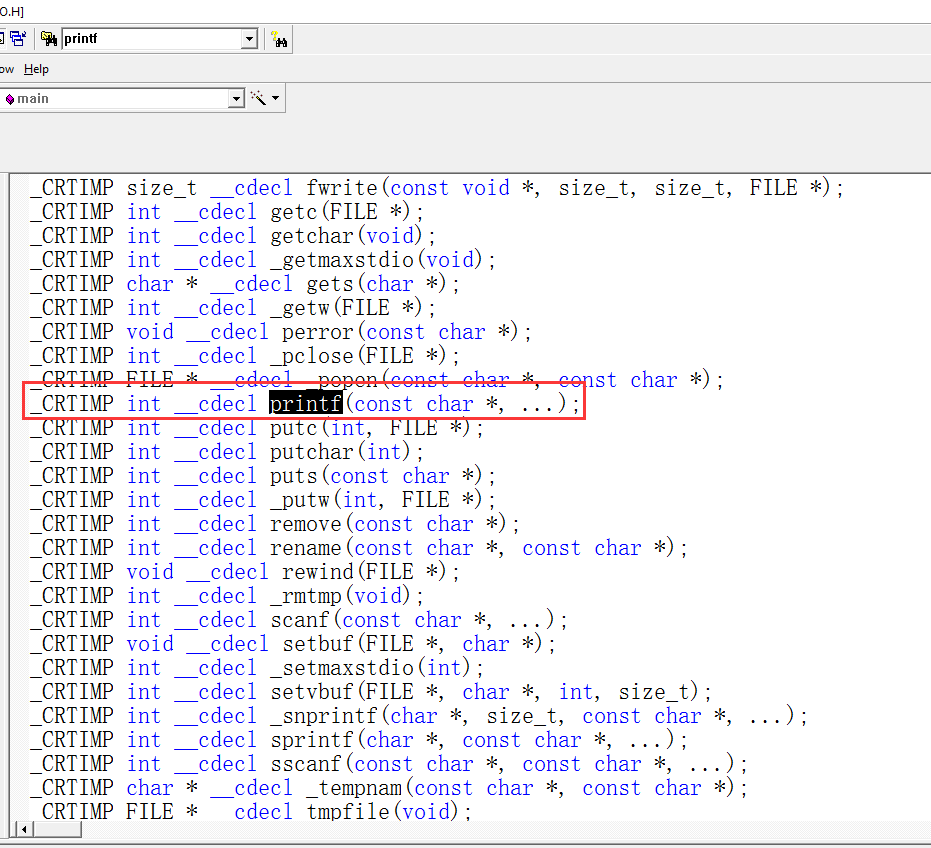 O.H]
printf
ow Help
main
_CRTIMP size_t __cdecl fwrite(const void *, size_t, size_t, FILE *);
_CRTIMP int __cdecl getc(FILE *);
_CRTIMP int __cdecl getchar(void);
_CRTIMP int __cdecl _getmaxstdio(void);
_CRTIMP char * __cdecl gets(char *);
_CRTIMP int __cdecl _getw(FILE *);
_CRTIMP void __cdecl perror(const char *);
_CRTIMP int __cdecl _pclose(FILE *);
_CRTIMP FILE * __cdecl _popen(const char *, const char *);
_CRTIMP int __cdecl printf(const char *, ...);
_CRTIMP int __cdecl putc(int, FILE *);
_CRTIMP int __cdecl putchar(int);
_CRTIMP int __cdecl puts(const char *);
_CRTIMP int __cdecl _putw(int, FILE *);
_CRTIMP int __cdecl remove(const char *);
_CRTIMP int __cdecl rename(const char *, const char *);
_CRTIMP void __cdecl rewind(FILE *);
_CRTIMP int __cdecl _rmtmp(void);
_CRTIMP int __cdecl scanf(const char *, ...);
_CRTIMP void __cdecl setbuf(FILE *, char *);
_CRTIMP int __cdecl _setmaxstdio(int);
_CRTIMP int __cdecl setvbuf(FILE *, char *, int, size_t);
_CRTIMP int __cdecl _snprintf(char *, size_t, const char *, ...);
_CRTIMP int __cdecl sprintf(char *, const char *, ...);
_CRTIMP int __cdecl sscanf(const char *, const char *, ...);
_CRTIMP char * __cdecl _tempnam(const char *, const char *);
_CRTIMP FILE * __cdecl tmpfile(void);